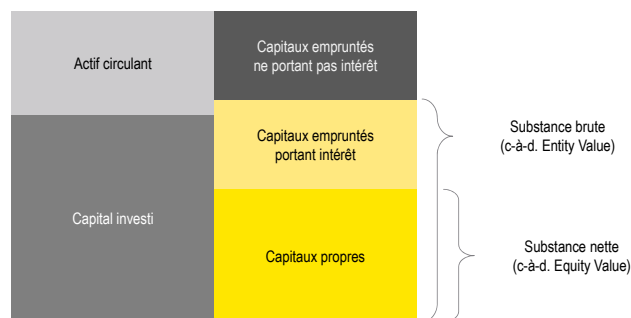 Actif circulant
Capitaux empruntés
ne portant pas intérêt
Capitaux empruntés
portant intérêt
Substance brute
(c-à-d. Entity Value)
Capital investi
Capitaux propres
Substance nette
(c-à-d. Equity Value)